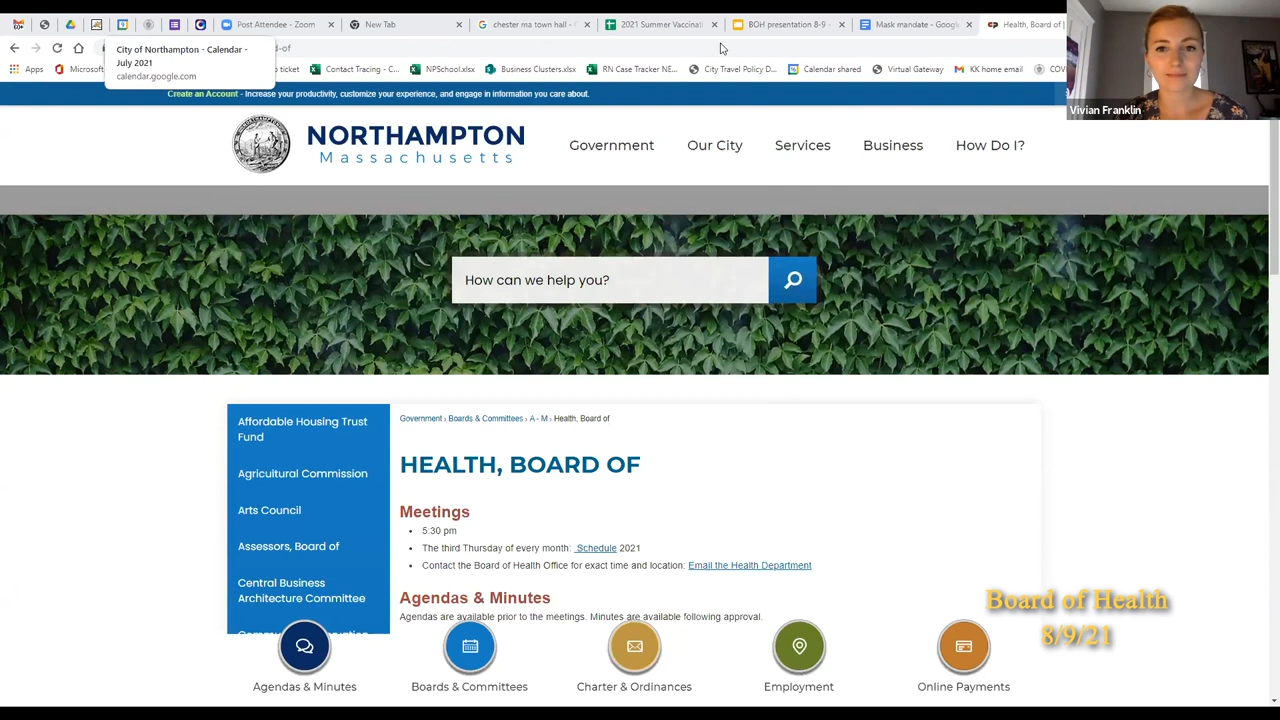 Post Attendee - Zoom
New Tab
chester ma town hall -
2021 Summer Vaccinati
BOH presentation 8-9 -
Mask mandate - Google
Health, Board of
City of Northampton - Calendar -
July 2021
calendar.google.com
d-of
Apps
Microsoft
o ticket
Contact Tracing - C...
NPSchool.xlsx
Business Clusters.xlsx
RN Case Tracker NE...
City Travel Policy D...
Calendar shared
Virtual Gateway
KK home email
COV
Vivian Franklin
Create an Account - Increase your productivity, customize your experience, and engage in information you care about.
NORTHAMPTON
Massachusetts
Government
Our City
Services
Business
How Do I?
How can we help you?
Affordable Housing Trust
Fund
Agricultural Commission
Arts Council
Assessors, Board of
Central Business
Architecture Committee
Government › Boards & Committees › A - M › Health, Board of
HEALTH, BOARD OF
Meetings
• 5:30 pm
• The third Thursday of every month: Schedule 2021
• Contact the Board of Health Office for exact time and location: Email the Health Department
Agendas & Minutes
Agendas are available prior to the meetings. Minutes are available following approval.
Board of Health
8/9/21
Agendas & Minutes
Boards & Committees
Charter & Ordinances
Employment
Online Payments